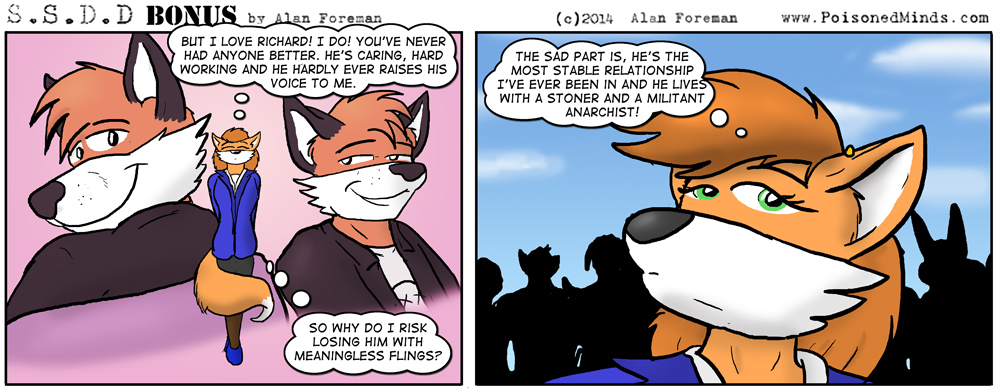 S.S.D.D BONUS by Alan Foreman (c)2014 Alan Foreman www.PoisonedMinds.com
BUT I LOVE RICHARD! I DO! YOU'VE NEVER
HAD ANYONE BETTER. HE'S CARING, HARD
WORKING AND HE HARDLY EVER RAISES HIS
VOICE TO ME.
SO WHY DO I RISK
LOSING HIM WITH
MEANINGLESS FLINGS?
THE SAD PART IS, HE'S THE
MOST STABLE RELATIONSHIP
I'VE EVER BEEN IN AND HE LIVES
WITH A STONER AND A MILITANT
ANARCHIST!